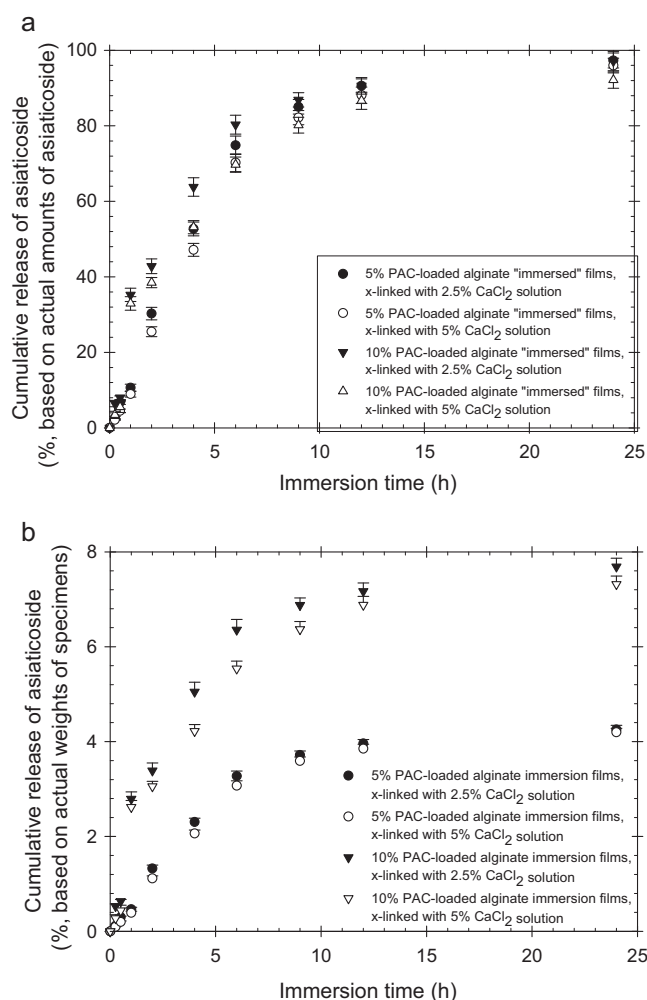 a
Cumulative release of asiaticoside
(%, based on actual amounts of asiaticoside)
100
80
60
40
20
0
5% PAC-loaded alginate "immersed" films,
x-linked with 2.5% CaCl2 solution
5% PAC-loaded alginate "immersed" films,
x-linked with 5% CaCl2 solution
10% PAC-loaded alginate "immersed" films,
x-linked with 2.5% CaCl2 solution
10% PAC-loaded alginate "immersed" films,
x-linked with 5% CaCl2 solution
0 5 10 15 20 25
Immersion time (h)
b
Cumulative release of asiaticoside
(%, based on actual weights of specimens)
8
6
4
2
0
5% PAC-loaded alginate immersion films,
x-linked with 2.5% CaCl2 solution
5% PAC-loaded alginate immersion films,
x-linked with 5% CaCl2 solution
10% PAC-loaded alginate immersion films,
x-linked with 2.5% CaCl2 solution
10% PAC-loaded alginate immersion films,
x-linked with 5% CaCl2 solution
0 5 10 15 20 25
Immersion time (h)